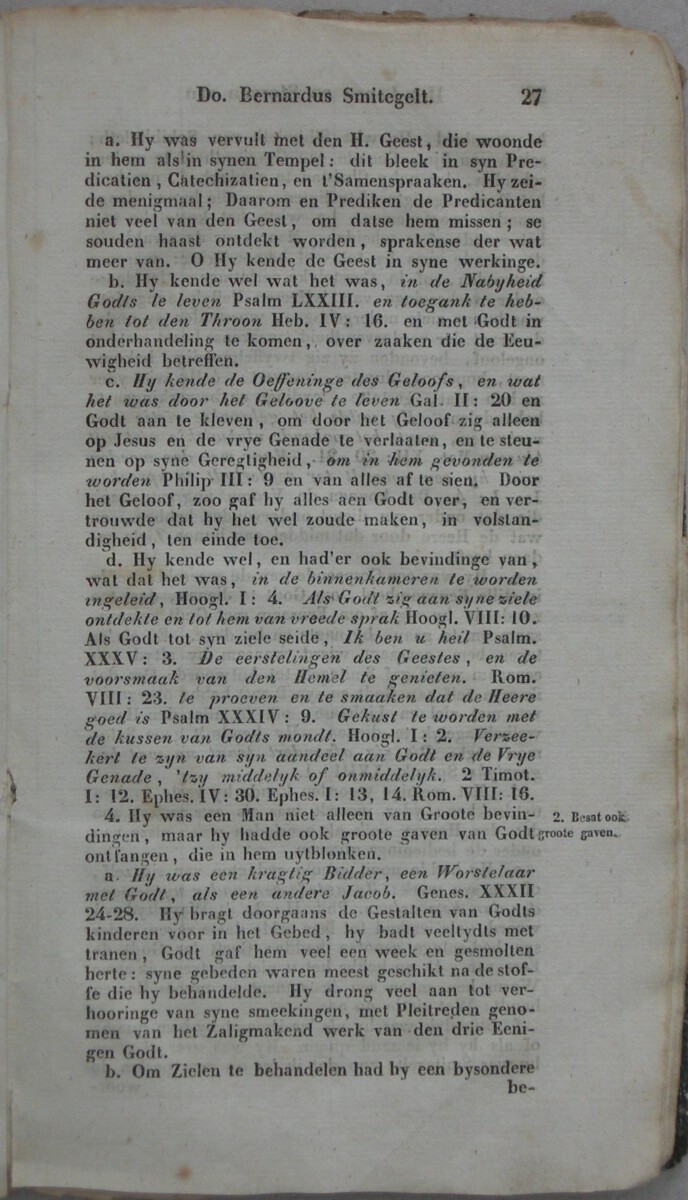 Do. Bernardus Smitegelt. 27
a. Hy was vervult met den H. Geest, die woonde
in hem als in synen Tempel: dit bleek in syn Pre-
dicatien, Catechizatien, en t'Samenspraaken. Hy zei-
de menigmaal; Daarom en Prediken de Predicanten
niet veel van den Geest, om datse hem missen; se
souden haast ontdekt worden, sprakense der wat
meer van. O Hy kende de Geest in syne werkinge.
b. Hy kende wel wat het was, in de Nabyheid
Godts te leven Psalm LXXIII. en toegank te heb-
ben tot den Throon Heb. IV: 16. en met Godt in
onderhandeling te komen, over zaaken die de Eeu-
wigheid betreffen.
c. Hy kende de Oeffeninge des Geloofs, en wat
het was door het Geloove te leven Gal. II: 20 en
Godt aan te kleven, om door het Geloof zig alleen
op Jesus en de vrye Genade te verlaaten, en te steu-
nen op syne Geregtigheid, om in hem gevonden te
worden Philip III: 9 en van alles af te sien. Door
het Geloof, zoo gaf hy alles aen Godt over, en ver-
trouwde dat hy het wel zoude maken, in volstan-
digheid, ten einde toe.
d. Hy kende wel, en had'er ook bevindinge van,
wat dat het was, in de binnenkameren te worden
ingeleid, Hoogl. I: 4. Als Godt zig aan syne ziele
ontdekte en tot hem van vreede sprak Hoogl. VIII: 10.
Als Godt tot syn ziele seide, Ik ben u heil Psalm.
XXXV: 3. De eerstelingen des Geestes, en de
voorsmaak van den Hemel te genieten. Rom.
VIII: 23. te proeven en te smaaken dat de Heere
goed is Psalm XXXIV: 9. Gekust te worden met
de kussen van Godts mondt. Hoogl. I: 2. Verzee-
kert te zyn van syn aandeel aan Godt en de Vrye
Genade, 'tzy middelyk of onmiddelyk. 2 Timot.
I: 12. Ephes. IV: 30. Ephes. I: 13, 14. Rom. VIII: 16.
4. Hy was een Man niet alleen van Groote bevin-
dingen, maar hy hadde ook groote gaven van Godt
ontfangen, die in hem uytblonken.
2. Besat ook
groote gaven.
a. Hy was een kragtig Bidder, een Worstelaar
met Godt, als een andere Jacob. Genes. XXXII
24-28. Hy bragt doorgaans de Gestalten van Godts
kinderen voor in het Gebed, hy badt veeltydts met
tranen, Godt gaf hem veel een week en gesmolten
herte: syne gebeden waren meest geschikt na de stof-
fe die hy behandelde. Hy drong veel aan tot ver-
hooringe van syne smeekingen, met Pleitreden geno-
men van het Zaligmakend werk van den drie Eeni-
gen Godt.
b. Om Zielen te behandelen had hy een bysondere
be-